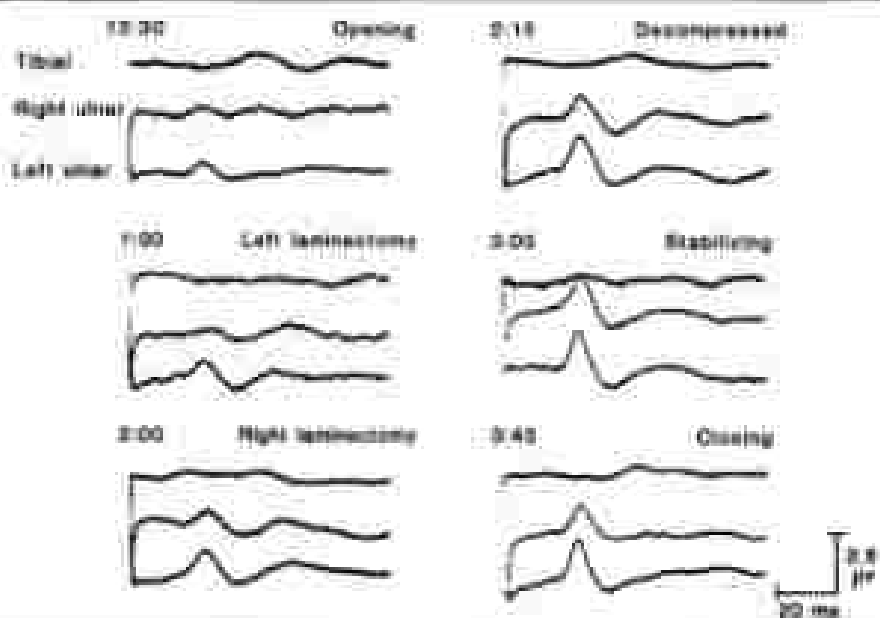 12:30 Opening
2:15 Decompressed
Tibial
Right ulnar
Left ulnar
1:00 Left laminectomy
3:00 Stabilizing
2:00 Right laminectomy
3:45 Closing
20 ms